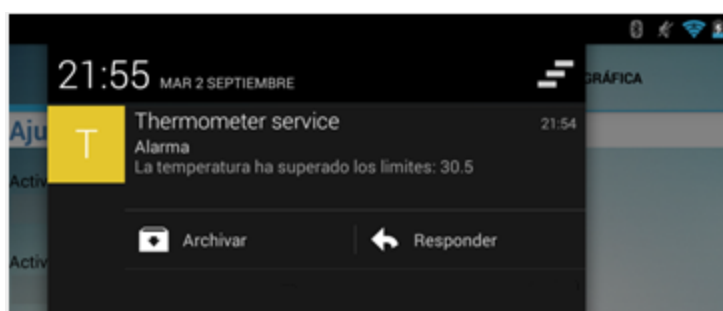 21:55 MAR 2 SEPTIEMBRE
GRÁFICA
Thermometer service 21:54
T
Alarma
La temperatura ha superado los limites: 30.5
Archivar Responder
Aju
Activ
Activ